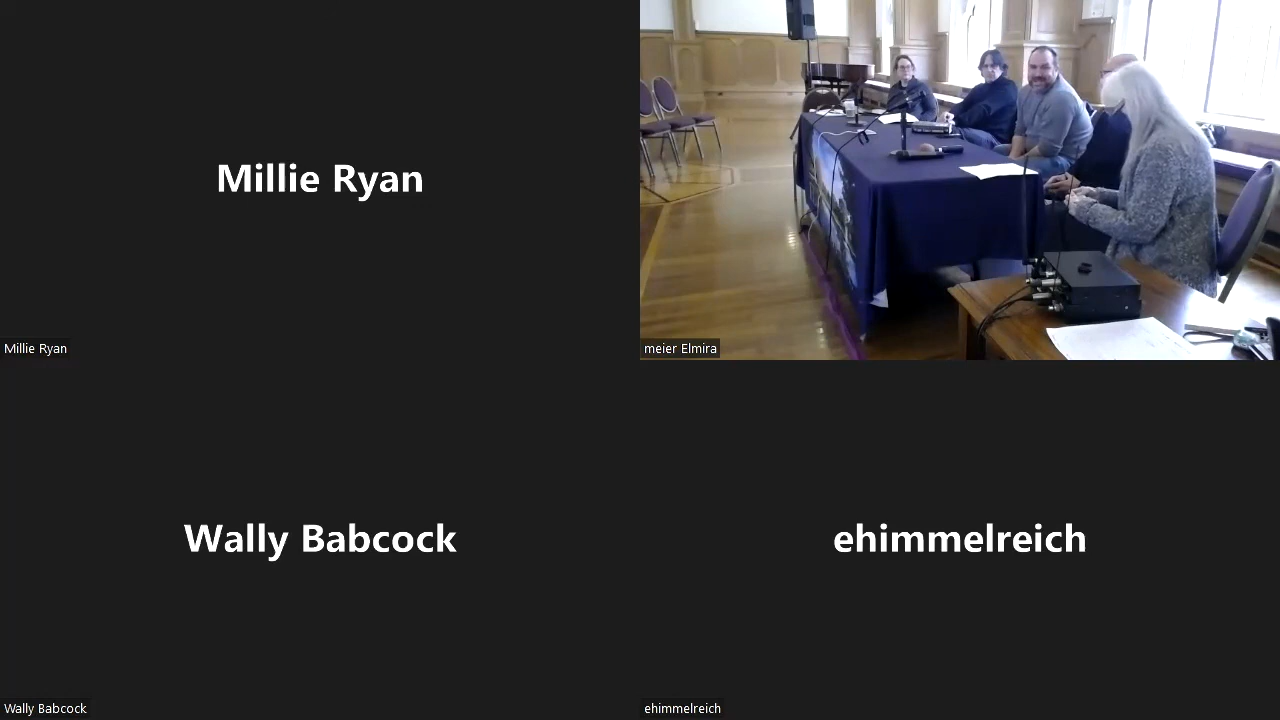 Millie Ryan
Millie Ryan
meier Elmira
Wally Babcock
ehimmelreich
Wally Babcock
ehimmelreich